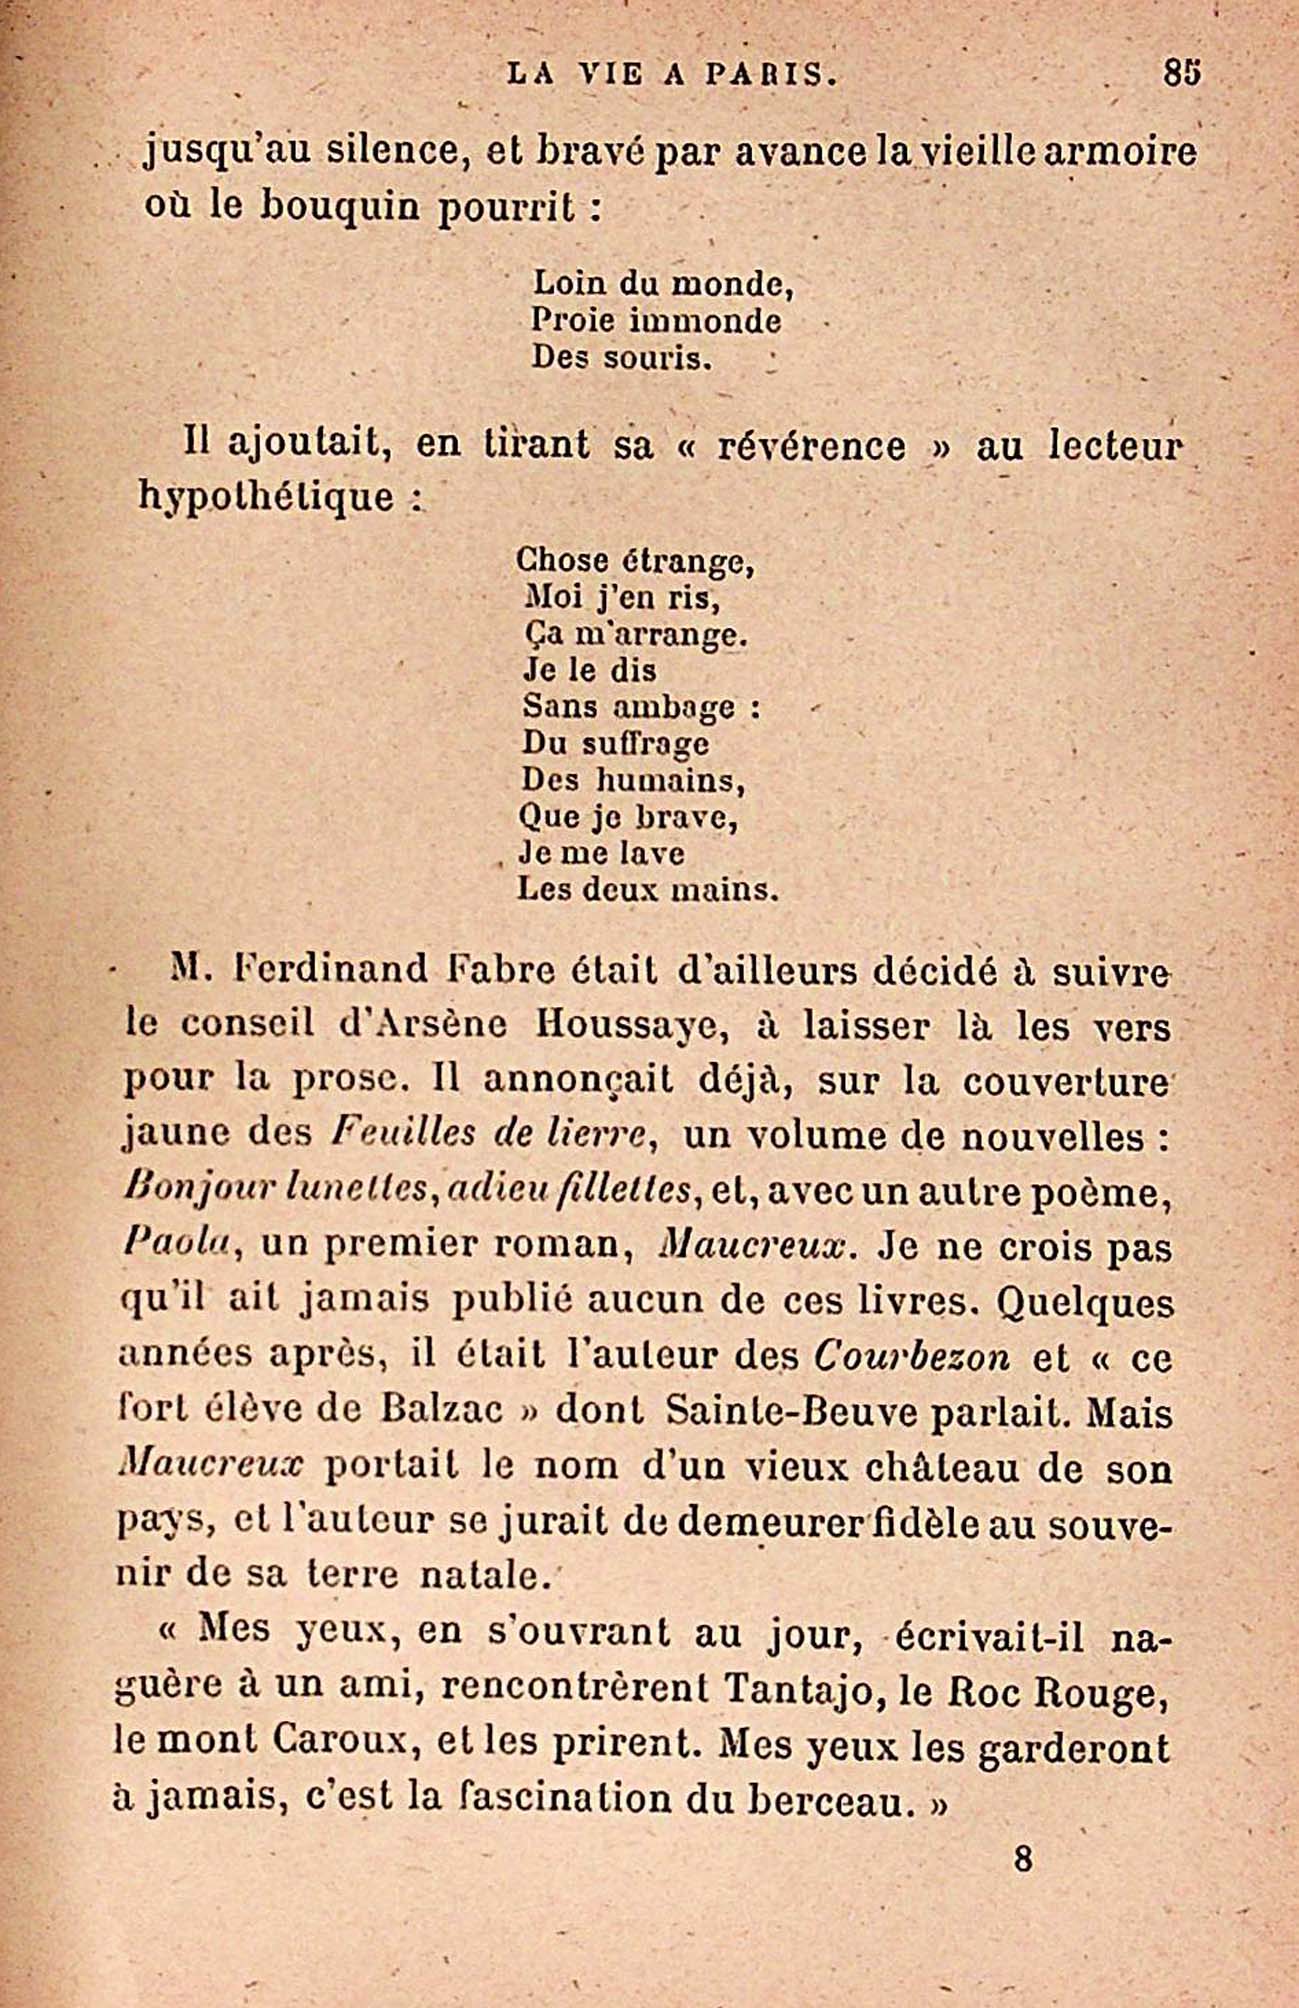 LA VIE A PARIS. 85
jusqu'au silence, et bravé par avance la vieille armoire
où le bouquin pourrit :
Loin du monde,
Proie immonde
Des souris.
Il ajoutait, en tirant sa « révérence » au lecteur
hypothétique :
Chose étrange,
Moi j'en ris,
Ça m'arrange.
Je le dis
Sans ambage :
Du suffrage
Des humains,
Que je brave,
Je me lave
Les deux mains.
M. Ferdinand Fabre était d'ailleurs décidé à suivre
le conseil d'Arsène Houssaye, à laisser là les vers
pour la prose. Il annonçait déjà, sur la couverture
jaune des Feuilles de lierre, un volume de nouvelles :
Bonjour lunettes, adieu fillettes, et, avec un autre poème,
Paola, un premier roman, Maucreux. Je ne crois pas
qu'il ait jamais publié aucun de ces livres. Quelques
années après, il était l'auteur des Courbezon et « ce
fort élève de Balzac » dont Sainte-Beuve parlait. Mais
Maucreux portait le nom d'un vieux château de son
pays, et l'auteur se jurait de demeurer fidèle au souve-
nir de sa terre natale.
« Mes yeux, en s'ouvrant au jour, écrivait-il na-
guère à un ami, rencontrèrent Tantajo, le Roc Rouge,
le mont Caroux, et les prirent. Mes yeux les garderont
à jamais, c'est la fascination du berceau. »
8